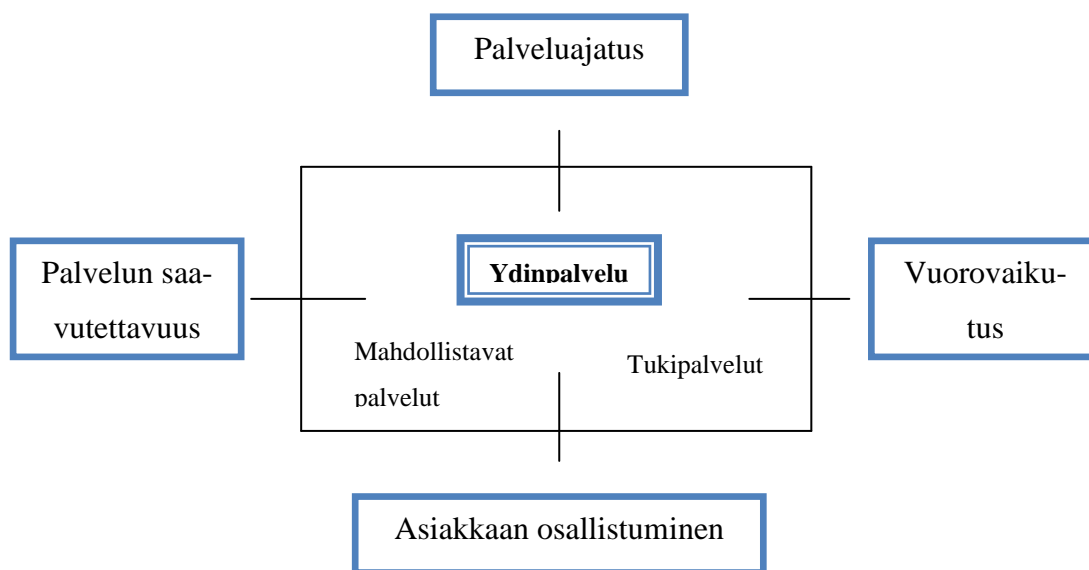 Palveluajatus
Palvelun saa-
vutettavuus
Ydinpalvelu
Vuorovaiku-
tus
Mahdollistavat
palvelut
Tukipalvelut
Asiakkaan osallistuminen